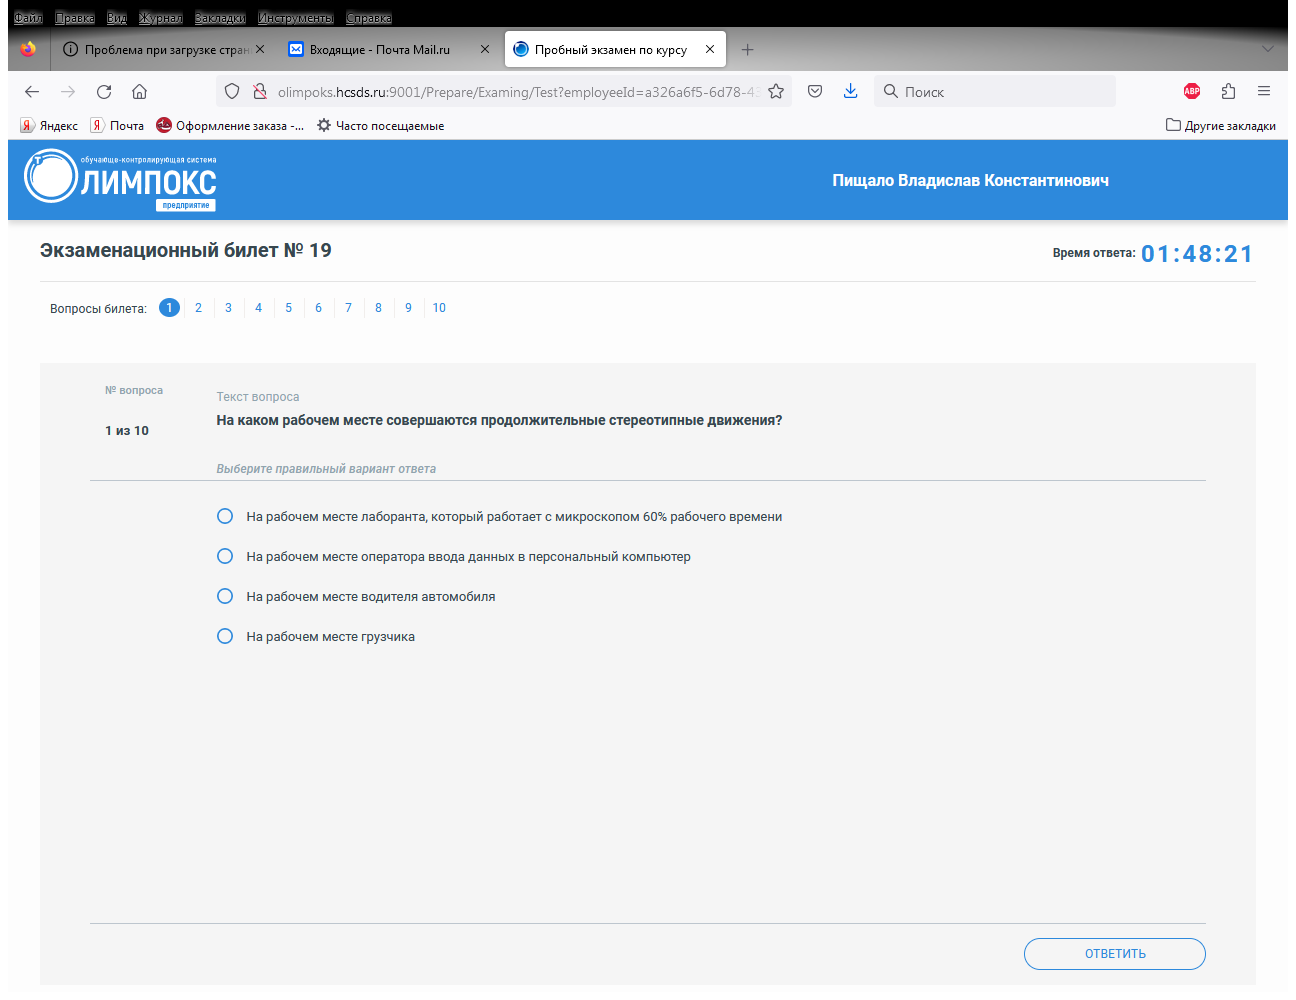 Файл Правка Вид Журнал Закладки Инструменты Справка
Проблема при загрузке стран
Входящие - Почта Mail.ru
Пробный экзамен по курсу
olimpoks.hcsds.ru:9001/Prepare/Examing/Test?employeeId=a326a6f5-6d78-43
Поиск
ABP
Яндекс Почта Оформление заказа -... Часто посещаемые Другие закладки
обучающе-контролирующая система
ОЛИМПОКС
предприятие
Пищало Владислав Константинович
Экзаменационный билет № 19
Время ответа: 01:48:21
Вопросы билета: 1 2 3 4 5 6 7 8 9 10
№ вопроса
1 из 10
Текст вопроса
На каком рабочем месте совершаются продолжительные стереотипные движения?
Выберите правильный вариант ответа
На рабочем месте лаборанта, который работает с микроскопом 60% рабочего времени
На рабочем месте оператора ввода данных в персональный компьютер
На рабочем месте водителя автомобиля
На рабочем месте грузчика
ОТВЕТИТЬ